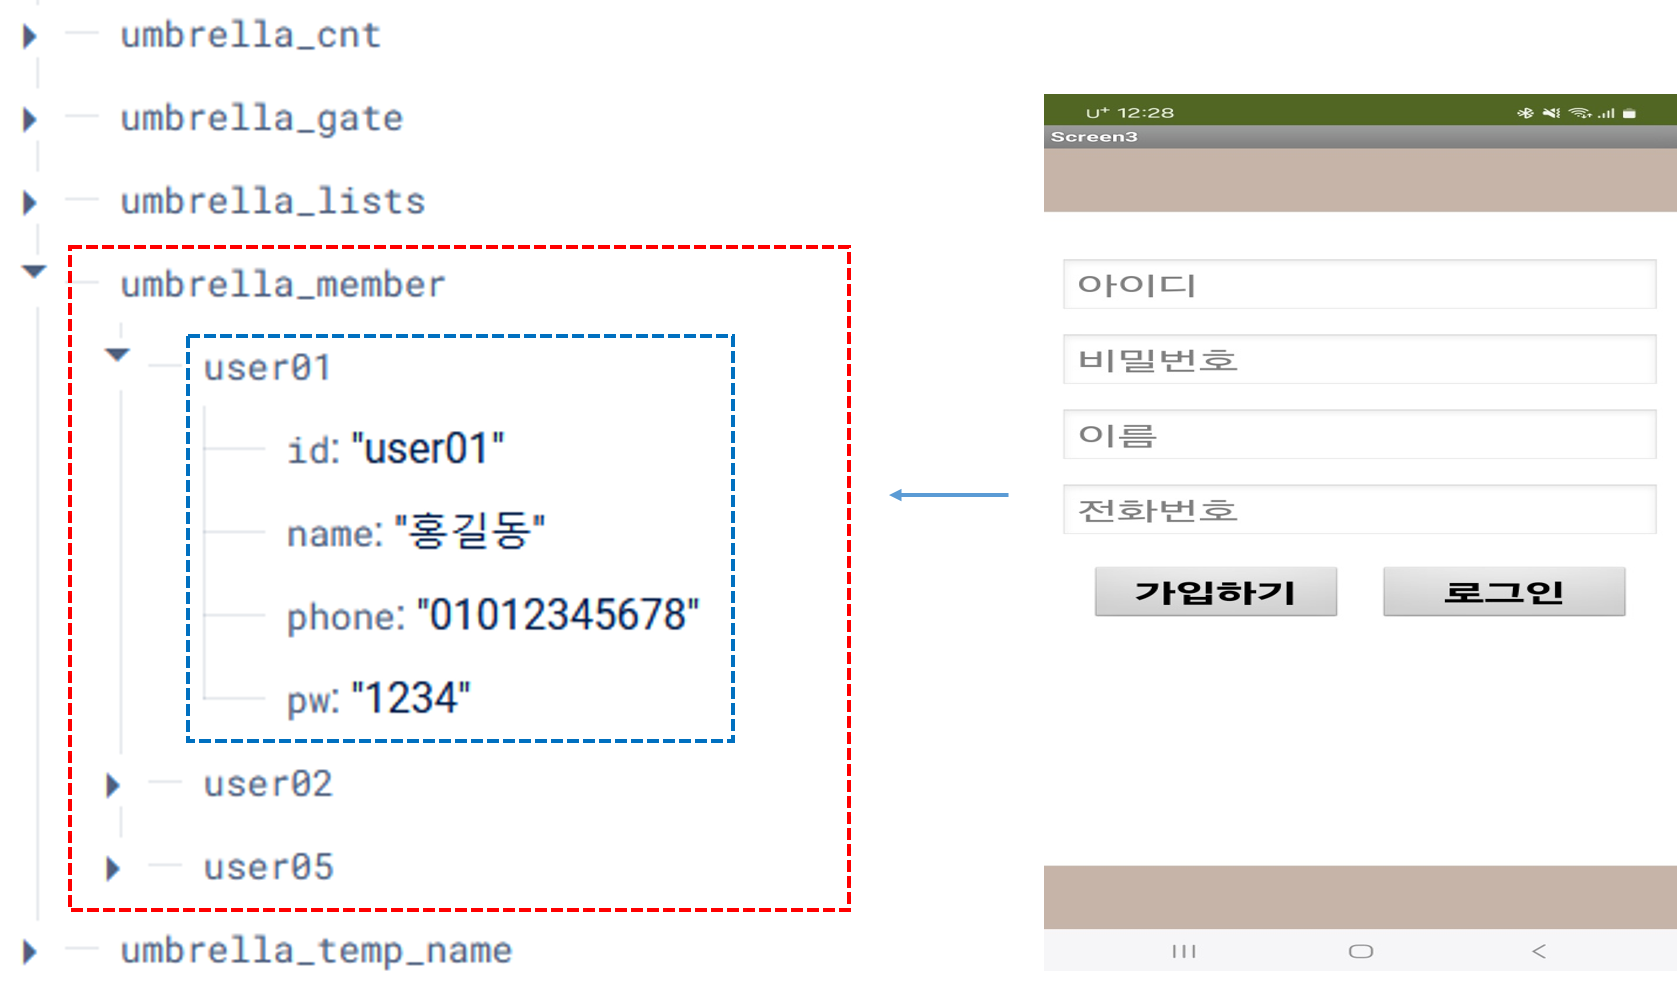 umbrella_cnt
umbrella_gate
umbrella_lists
umbrella_member
user01
id: "user01"
name: "홍길동"
phone: "01012345678"
pw: "1234"
user02
user05
umbrella_temp_name
U⁺ 12:28
Screen3
아이디
비밀번호
이름
전화번호
가입하기 로그인